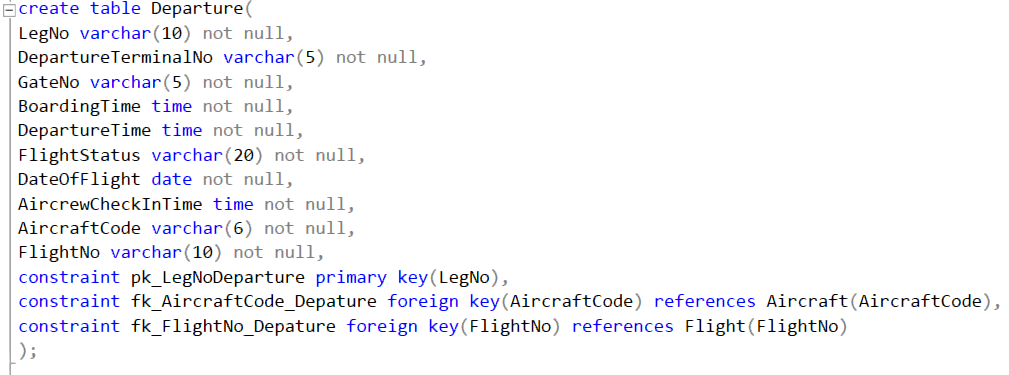 create table Departure(
LegNo varchar(10) not null,
DepartureTerminalNo varchar(5) not null,
GateNo varchar(5) not null,
BoardingTime time not null,
DepartureTime time not null,
FlightStatus varchar(20) not null,
DateOfFlight date not null,
AircrewCheckInTime time not null,
AircraftCode varchar(6) not null,
FlightNo varchar(10) not null,
constraint pk_LegNoDeparture primary key(LegNo),
constraint fk_AircraftCode_Depature foreign key(AircraftCode) references Aircraft(AircraftCode),
constraint fk_FlightNo_Depature foreign key(FlightNo) references Flight(FlightNo)
);